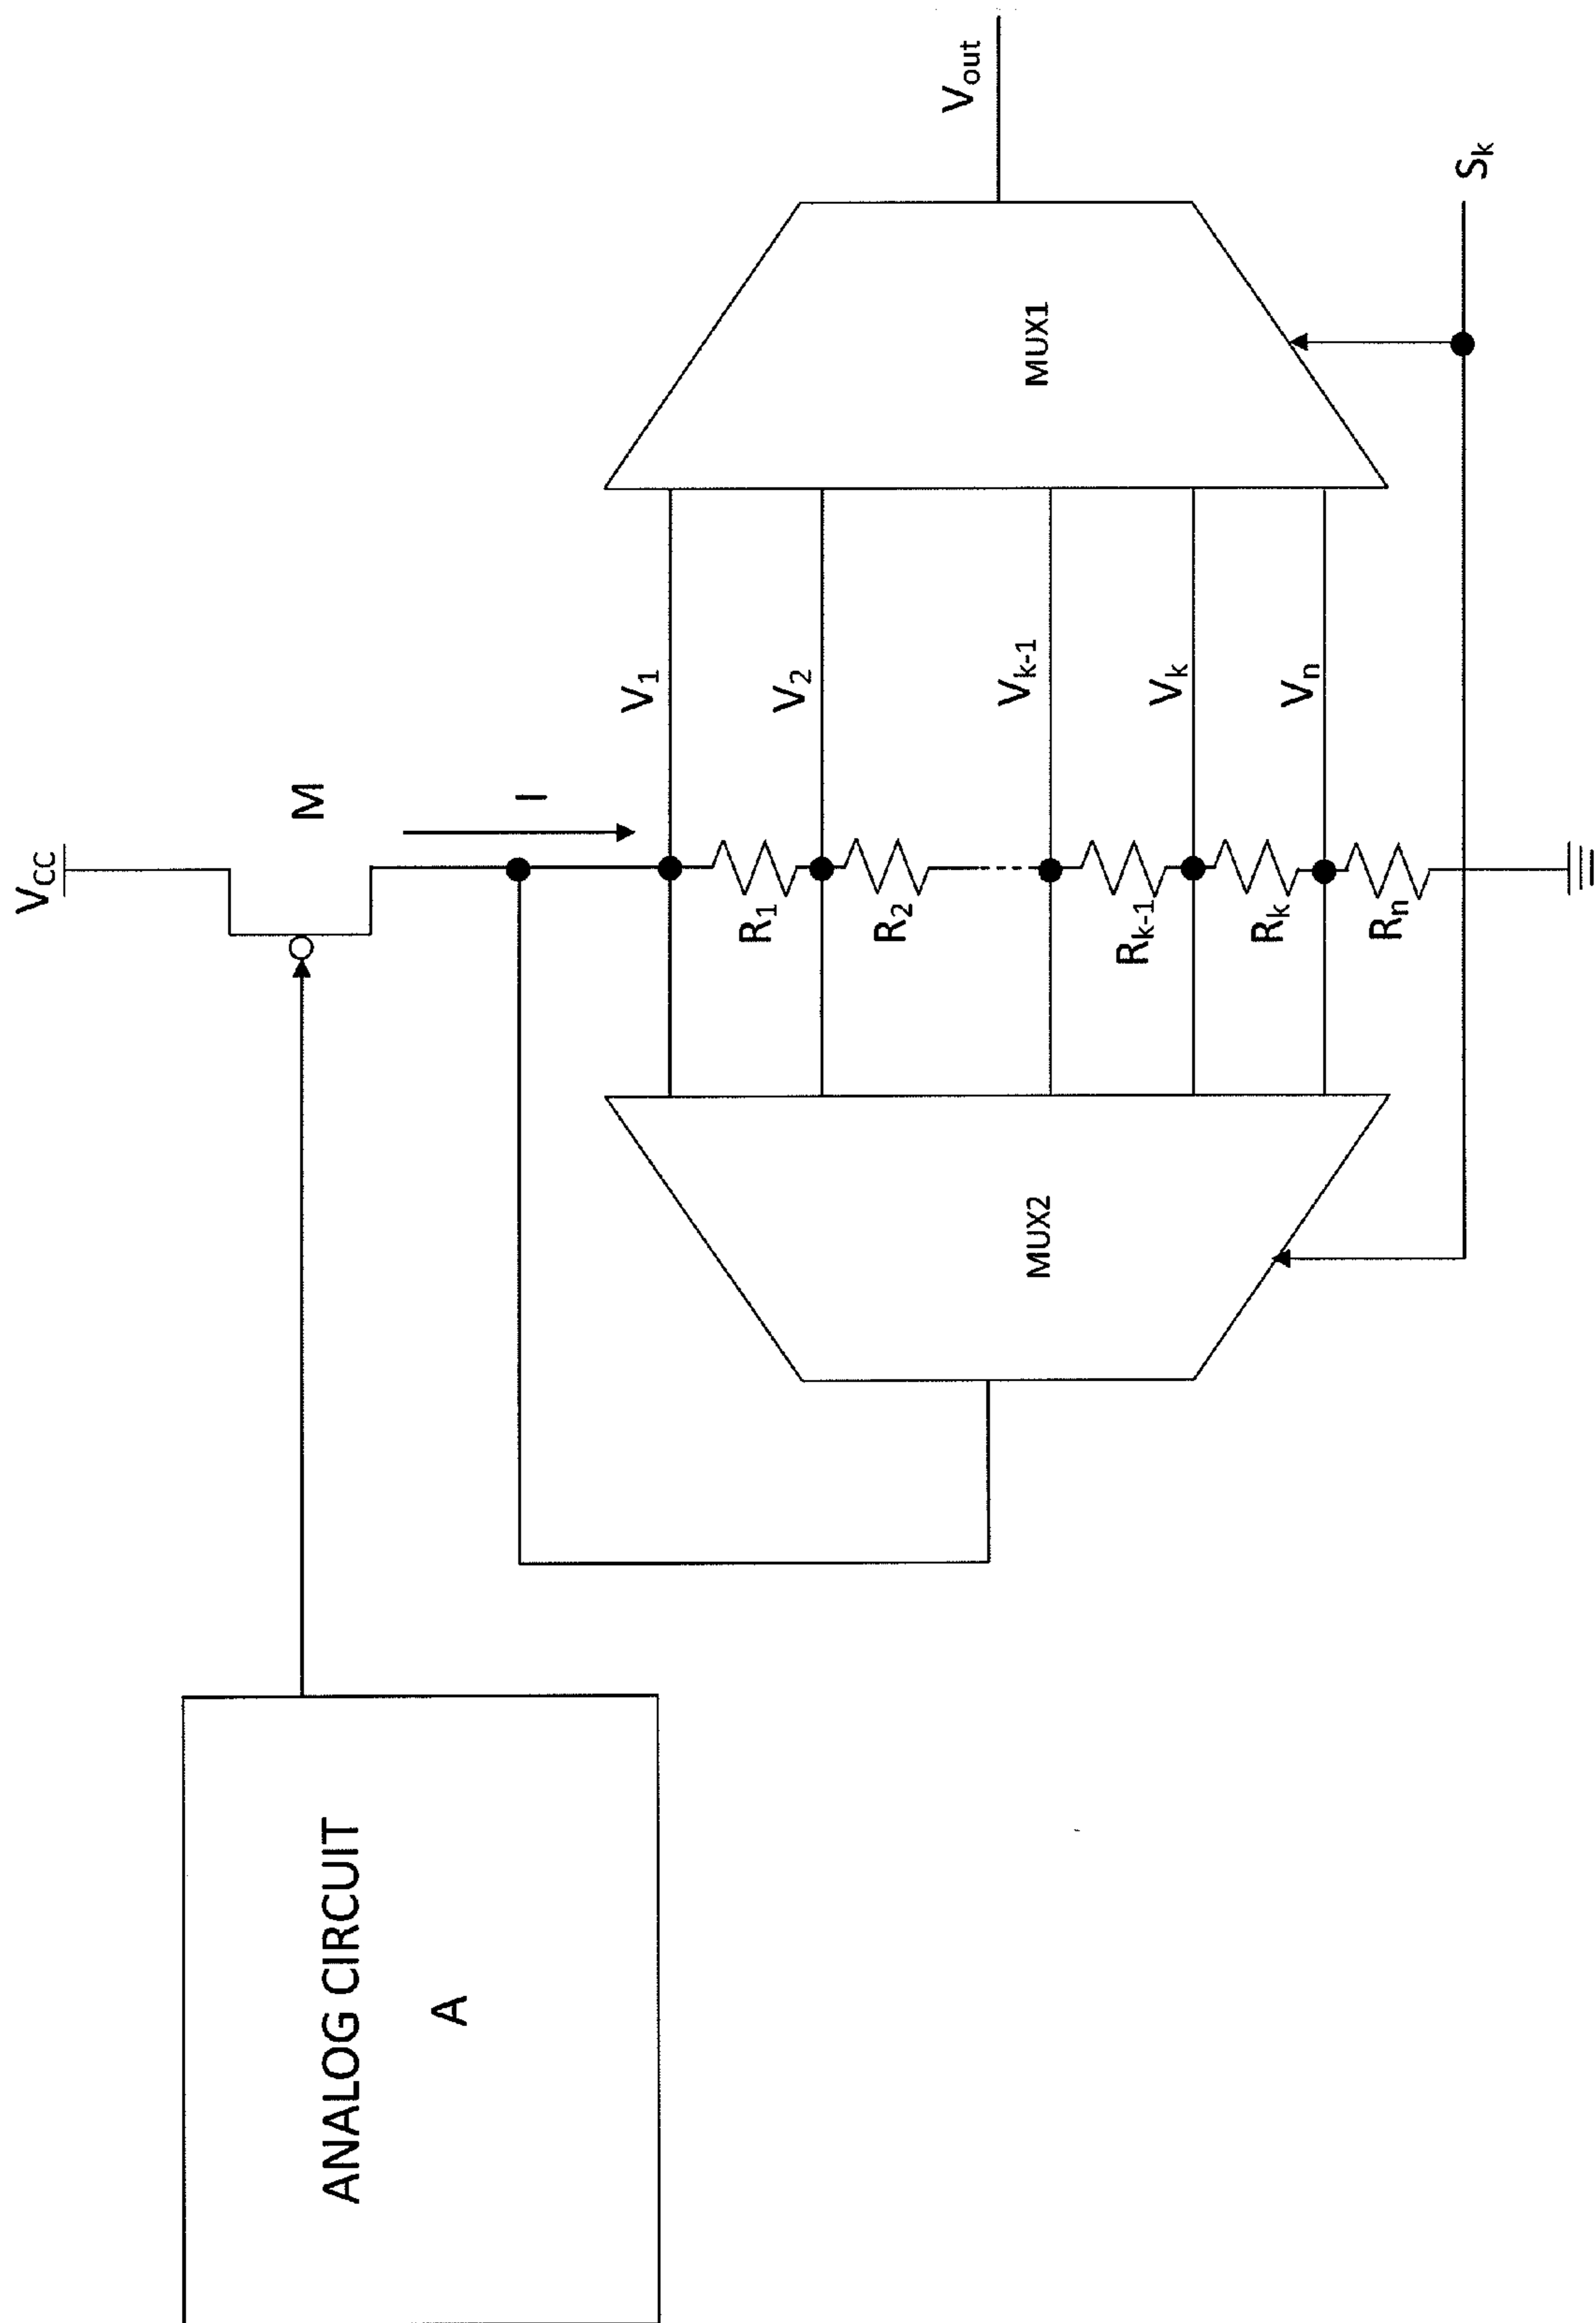 V_CC
M
I
ANALOG CIRCUIT
A
V_1
V_2
V_k-1
V_k
V_n
R_1
R_2
R_k-1
R_k
R_n
MUX2
MUX1
V_out
S_k